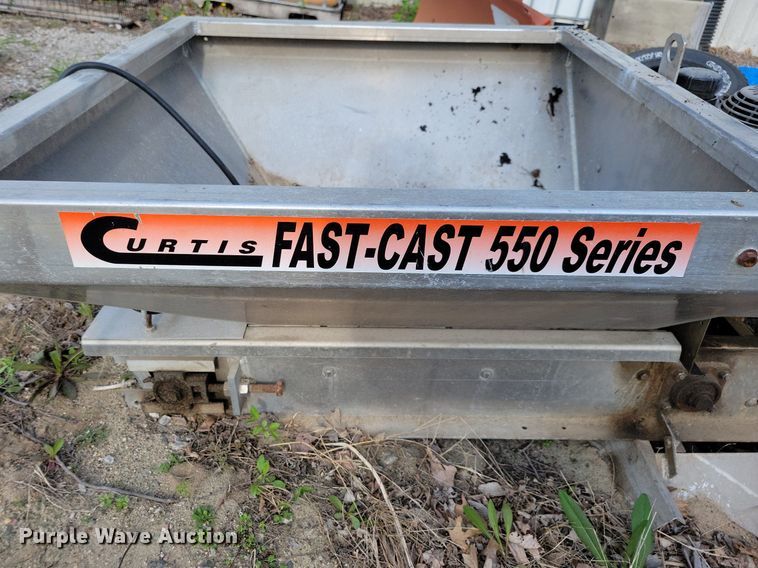 CURTIS FAST-CAST 550 Series
Purple Wave Auction